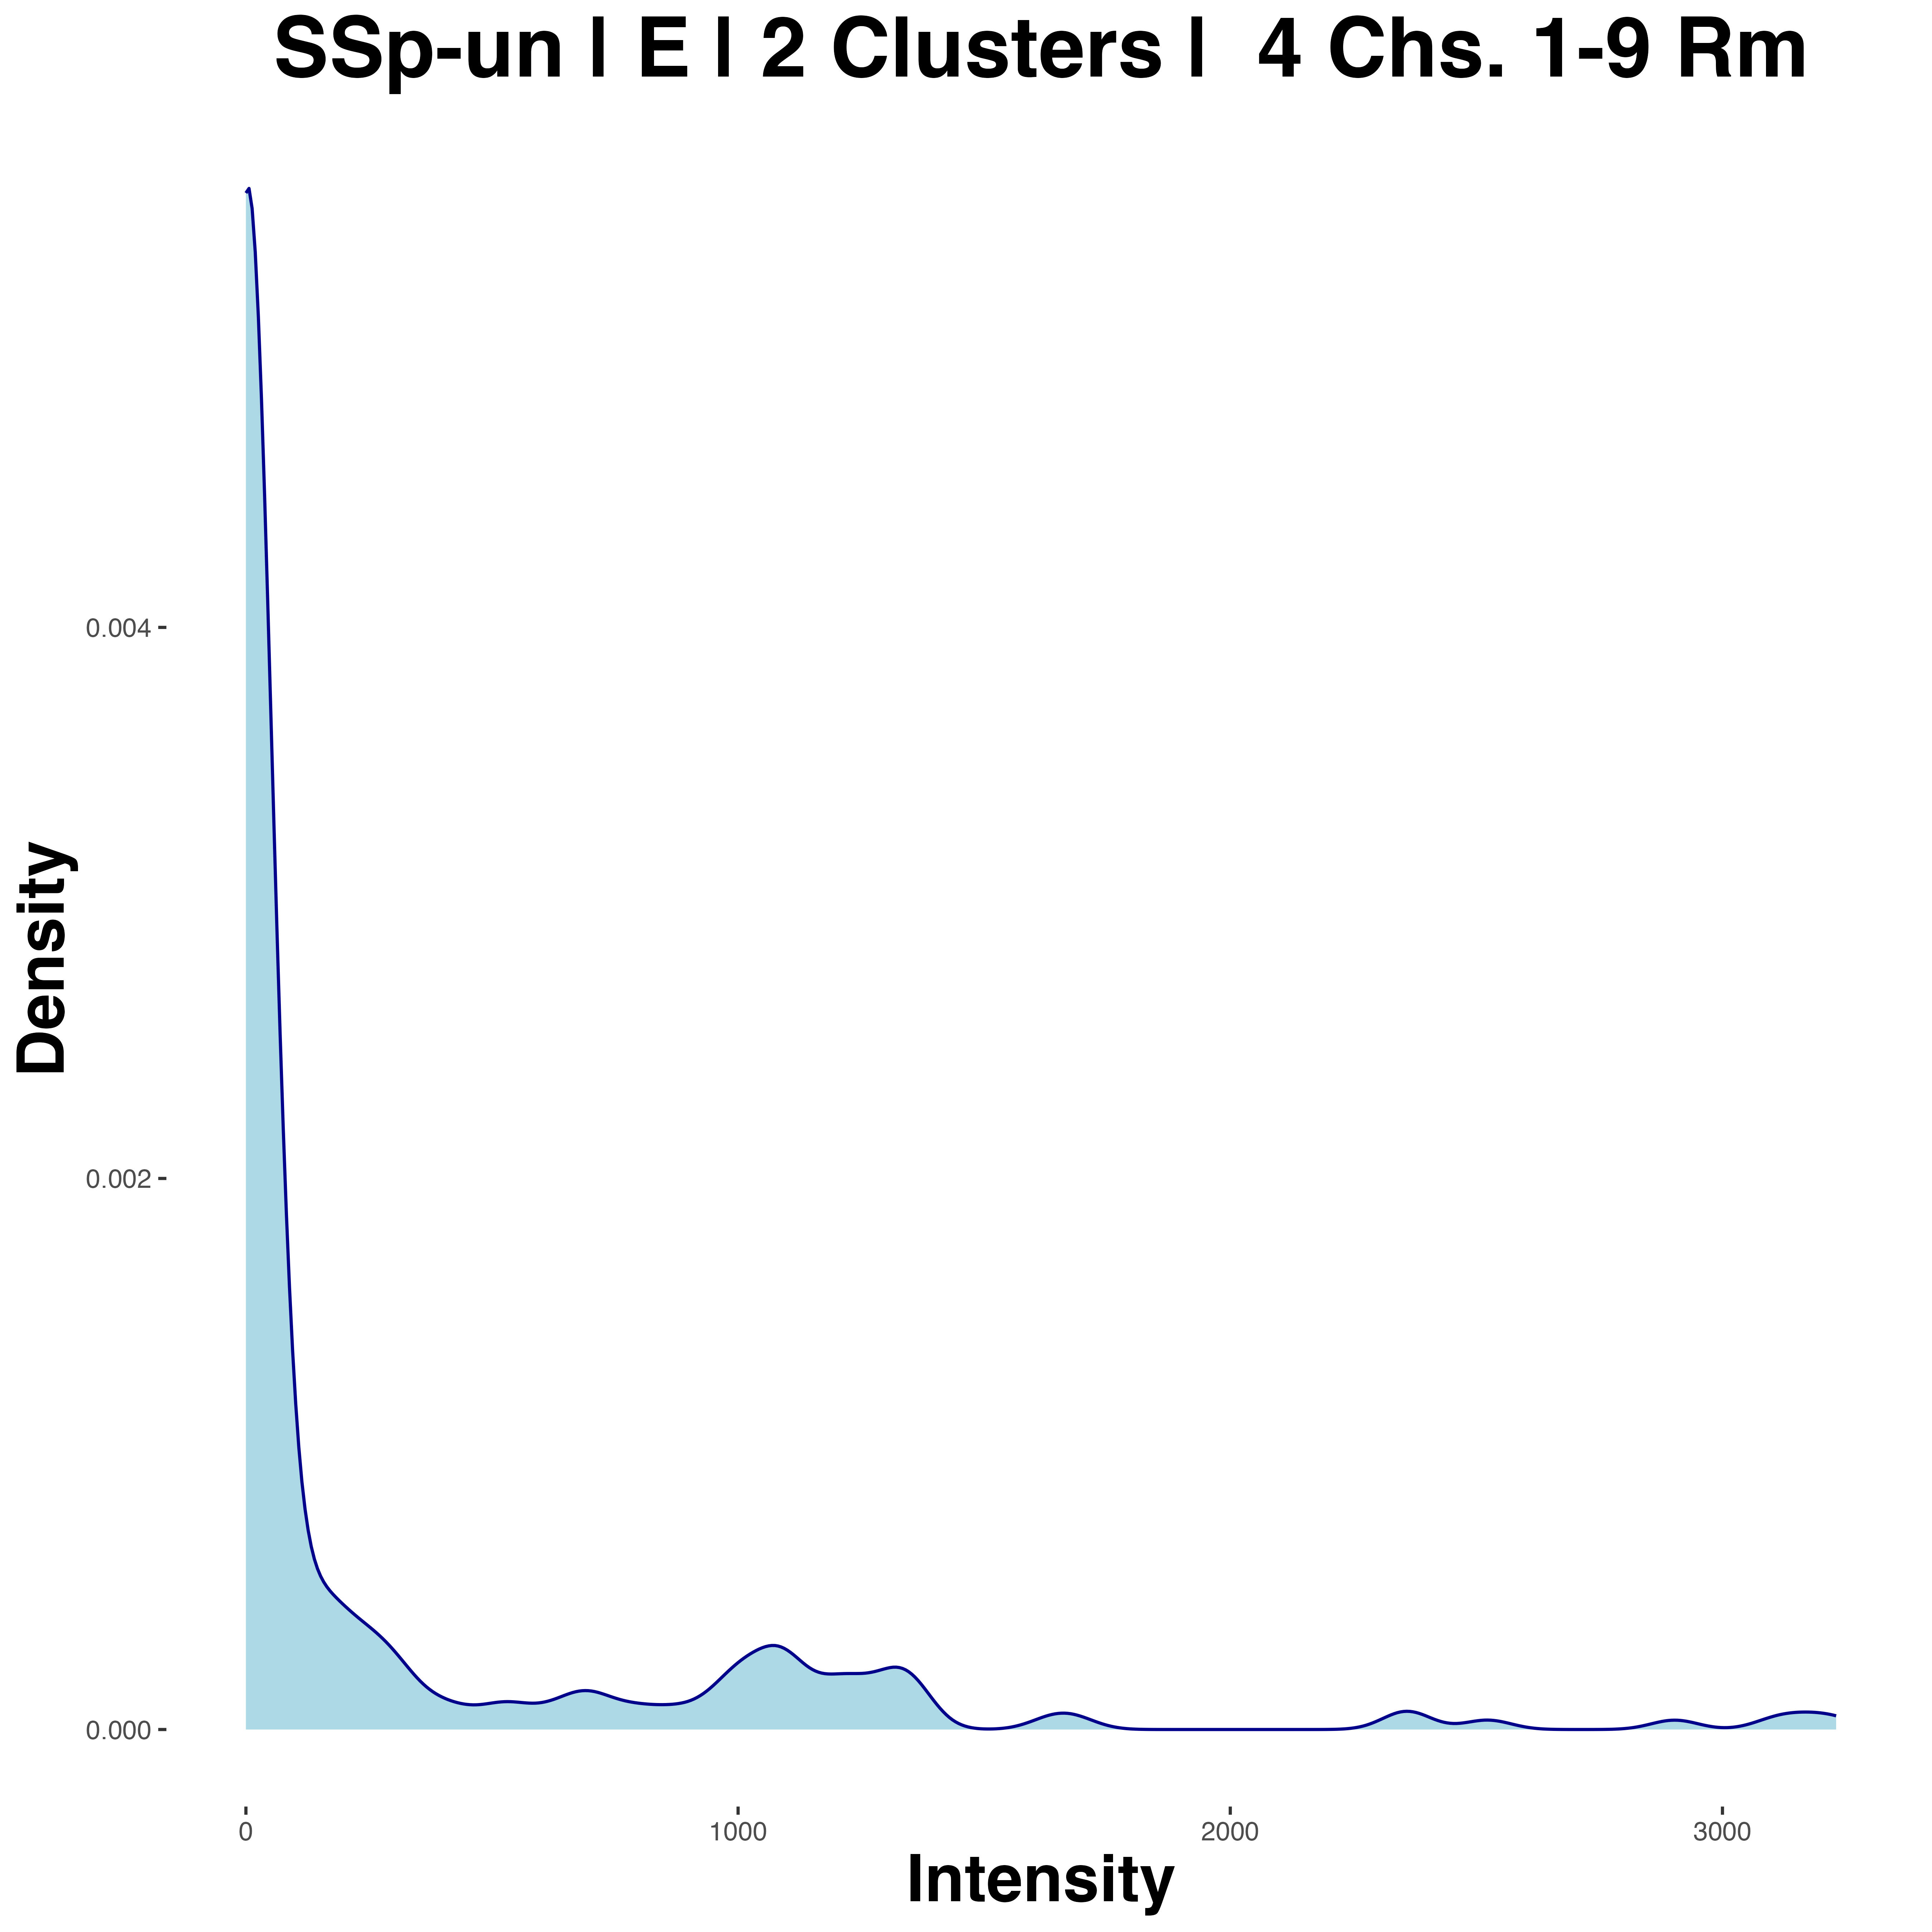 SSp-un | E | 2 Clusters | 4 Chs. 1-9 Rm
Density
0.004
0.002
0.000
0
1000
2000
3000
Intensity